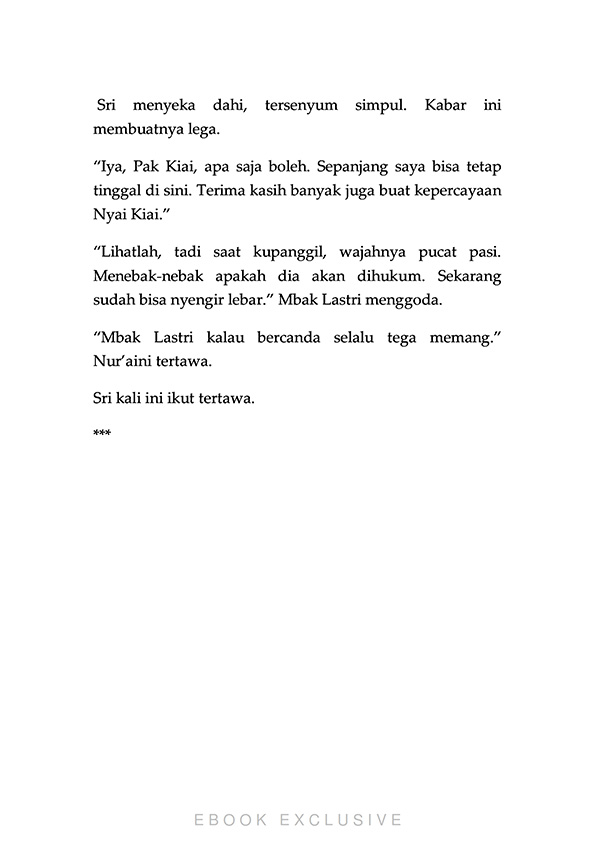 Sri menyeka dahi, tersenyum simpul. Kabar ini
membuatnya lega.
“Iya, Pak Kiai, apa saja boleh. Sepanjang saya bisa tetap
tinggal di sini. Terima kasih banyak juga buat kepercayaan
Nyai Kiai.”
“Lihatlah, tadi saat kupanggil, wajahnya pucat pasi.
Menebak-nebak apakah dia akan dihukum. Sekarang
sudah bisa nyengir lebar.” Mbak Lastri menggoda.
“Mbak Lastri kalau bercanda selalu tega memang.”
Nur’aini tertawa.
Sri kali ini ikut tertawa.
***
EBOOK EXCLUSIVE